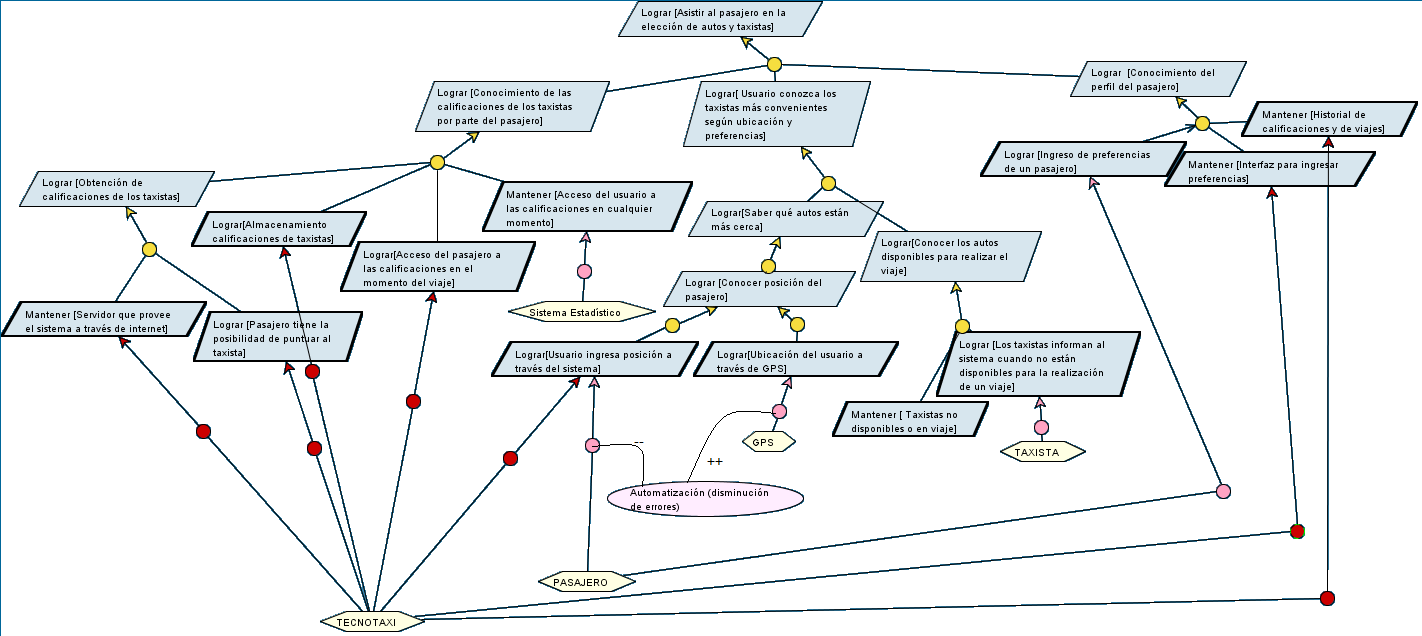 Lograr [Asistir al pasajero en la
elección de autos y taxistas]
Lograr [Conocimiento de las
calificaciones de los taxistas
por parte del pasajero]
Lograr[ Usuario conozca los
taxistas más convenientes
según ubicación y
preferencias]
Lograr  [Conocimiento del
perfil del pasajero]
Mantener [Historial de
calificaciones y de viajes]
Lograr [Ingreso de preferencias
de un pasajero]
Mantener [Interfaz para ingresar
preferencias]
Lograr [Obtención de
calificaciones de los taxistas]
Lograr[Almacenamiento
calificaciones de taxistas]
Mantener [Acceso del usuario a
las calificaciones en cualquier
momento]
Lograr[Saber qué autos están
más cerca]
Lograr[Acceso del pasajero a
las calificaciones en el
momento del viaje]
Lograr[Conocer los autos
disponibles para realizar el
viaje]
Lograr [Conocer posición del
pasajero]
Mantener [Servidor que provee
el sistema a través de internet]
Lograr [Pasajero tiene la
posibilidad de puntuar al
taxista]
Sistema Estadístico
Lograr[Usuario ingresa posición a
través del sistema]
Lograr[Ubicación del usuario a
través de GPS]
Lograr [Los taxistas informan al
sistema cuando no están
disponibles para la realización
de un viaje]
Mantener [ Taxistas no
disponibles o en viaje]
GPS
TAXISTA
--
++
Automatización (disminución
de errores)
PASAJERO
TECNOTAXI